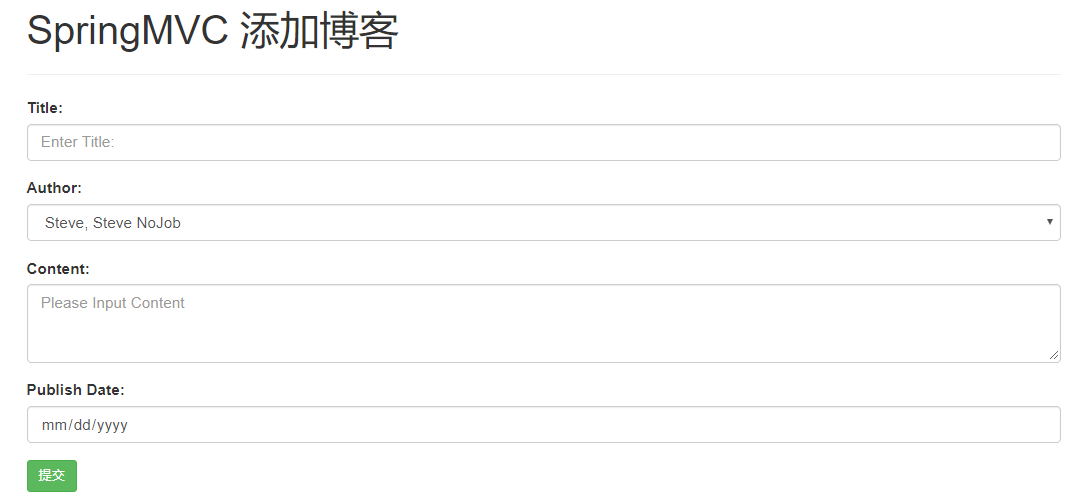 SpringMVC 添加博客
Title:
Enter Title:
Author:
Steve, Steve NoJob
Content:
Please Input Content
Publish Date:
mm/dd/yyyy
提交